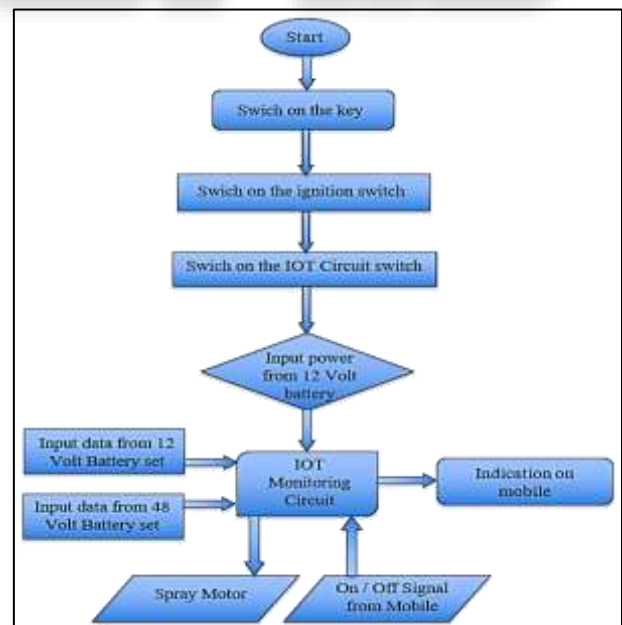 Start
Swich on the key
Swich on the ignition switch
Swich on the IOT Circuit switch
Input power
from 12 Volt
battery
Input data from 12
Volt Battery set
IOT
Monitoring
Circuit
Indication on
mobile
Input data from 48
Volt Battery set
Spray Motor
On / Off Signal
from Mobile